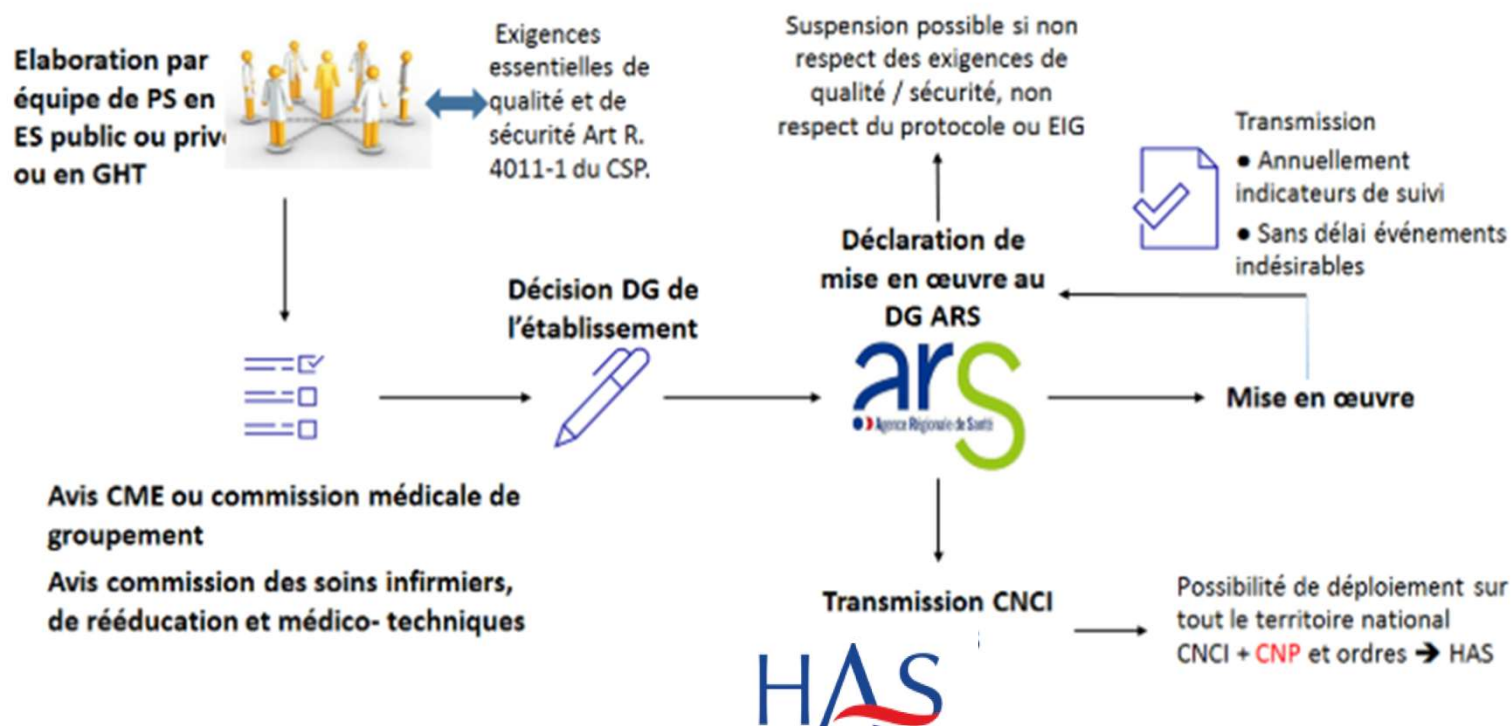 Elaboration par
équipe de PS en
ES public ou priv
ou en GHT
Exigences
essentielles de
qualité et de
sécurité Art R.
4011-1 du CSP.
Suspension possible si non
respect des exigences de
qualité / sécurité, non
respect du protocole ou EIG
Transmission
● Annuellement
indicateurs de suivi
● Sans délai événements
indésirables
Décision DG de
l'établissement
Déclaration de
mise en œuvre au
DG ARS
ars
Agence Régionale de Santé
Mise en œuvre
Avis CME ou commission médicale de
groupement
Avis commission des soins infirmiers,
de rééducation et médico- techniques
Transmission CNCI
HAS
Possibilité de déploiement sur
tout le territoire national
CNCI + CNP et ordres ➔ HAS